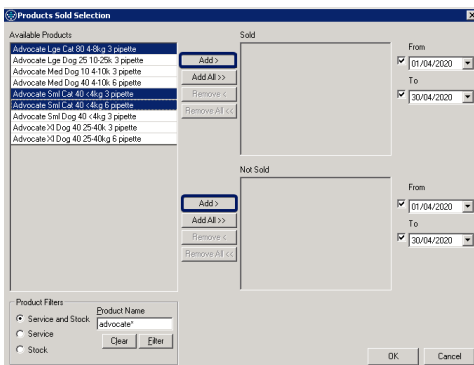 Products Sold Selection
Available Products
Advocate Lge Cat 80 4-8kg 3 pipette
Advocate Lge Dog 25 10-25k 3 pipette
Advocate Med Dog 10 4-10k 3 pipette
Advocate Med Dog 40 4-10k 6 pipette
Advocate Sml Cat 40 <4kg 3 pipette
Advocate Sml Cat 40 <4kg 6 pipette
Advocate Sml Dog 40 <4kg 3 pipette
Advocate Xl Dog 40 25-40k 3 pipette
Advocate Xl Dog 40 25-40kg 6 pipette
Add >
Add All >>
Remove <
Remove All <<
Sold
From
01/04/2020
To
30/04/2020
Add >
Add All >>
Remove <
Remove All <<
Not Sold
From
01/04/2020
To
30/04/2020
Product Filters
Service and Stock
Service
Stock
Product Name
advocate*
Clear
Filter
OK
Cancel